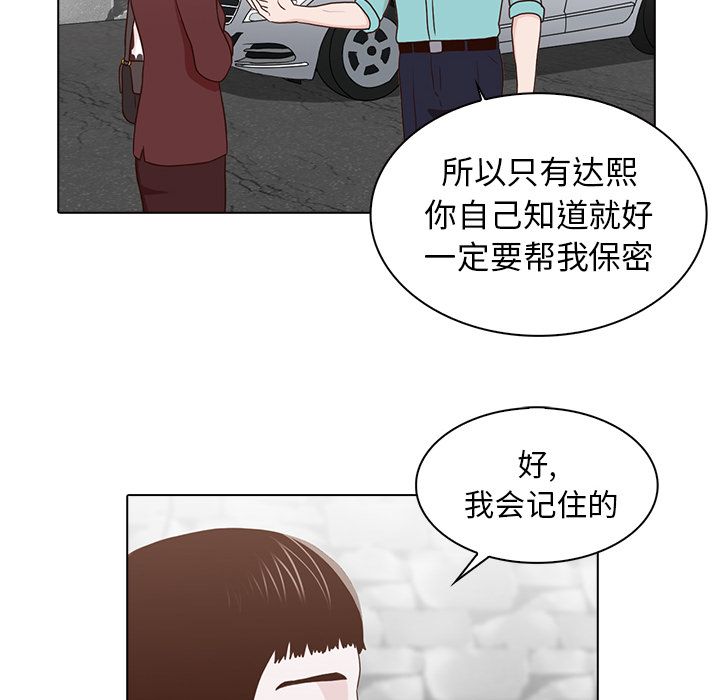 所以只有达熙
你自己知道就好
一定要帮我保密
好,
我会记住的